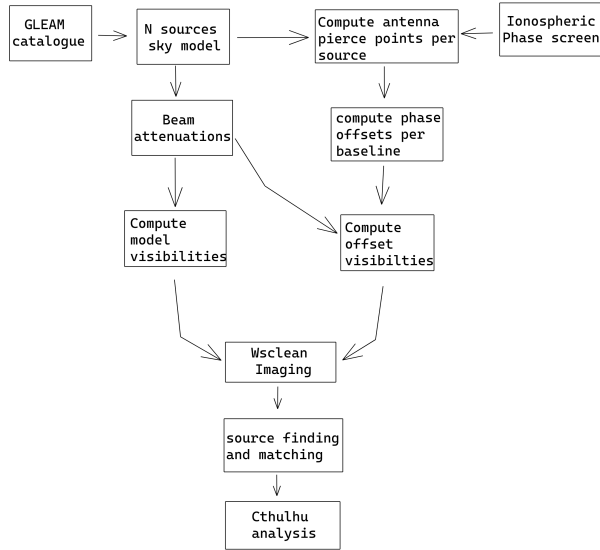 GLEAM
catalogue
N sources
sky model
Compute antenna
pierce points per
source
Ionospheric
Phase screen
Beam
attenuations
compute phase
offsets per
baseline
Compute
model
visibilities
Compute
offset
visibilties
Wsclean
Imaging
source finding
and matching
Cthulhu
analysis